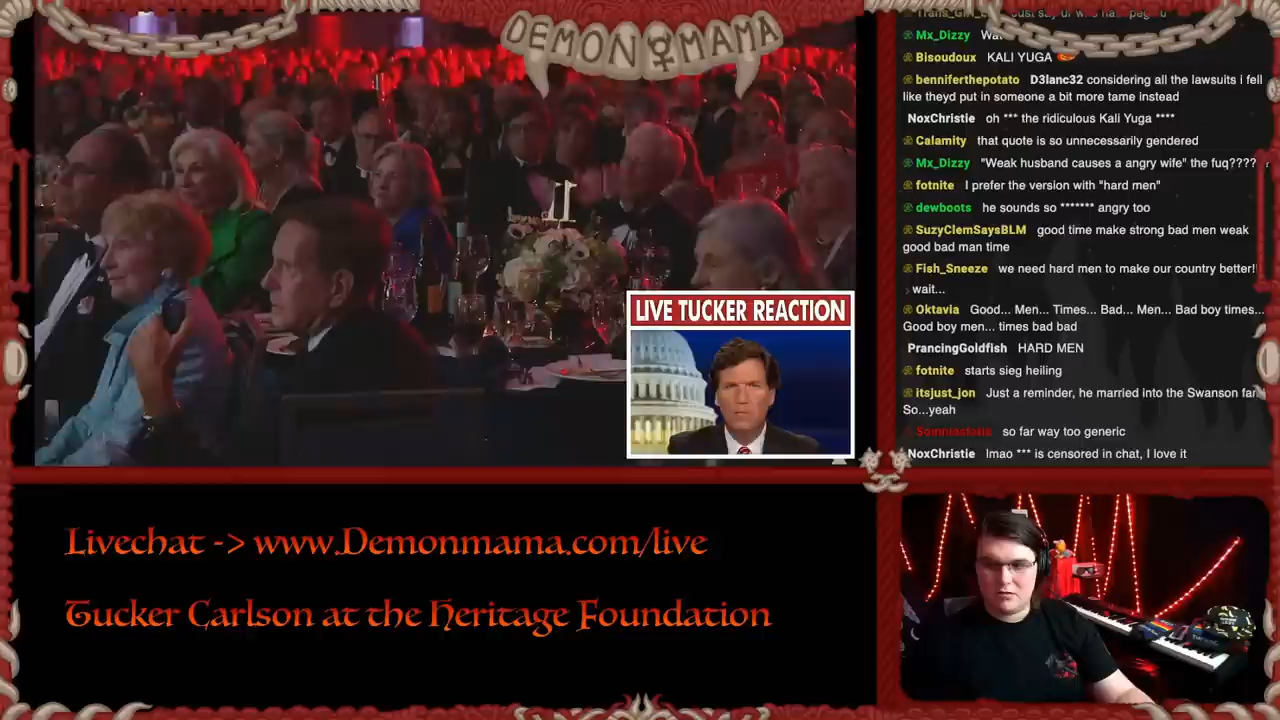 DEMON MAMA
11
LIVE TUCKER REACTION
Mx_Dizzy
Bisoudoux KALI YUGA
benniferthepotato D3lanc32 considering all the lawsuits i fell
like theyd put in someone a bit more tame instead
NoxChristie oh *** the ridiculous Kali Yuga ****
Calamity that quote is so unnecessarily gendered
Mx_Dizzy "Weak husband causes a angry wife" the fuq????
fotnite I prefer the version with "hard men"
dewboots he sounds so ******* angry too
SuzyClemSaysBLM good time make strong bad men weak
good bad man time
Fish_Sneeze we need hard men to make our country better!!
wait...
Oktavia Good... Men... Times... Bad... Men... Bad boy times...
Good boy men... times bad bad
PrancingGoldfish HARD MEN
fotnite starts sieg heiling
itsjust_jon Just a reminder, he married into the Swanson fam
So...yeah
so far way too generic
NoxChristie lmao *** is censored in chat, I love it
Livechat -> www.Demonmama.com/live
Tucker Carlson at the Heritage Foundation